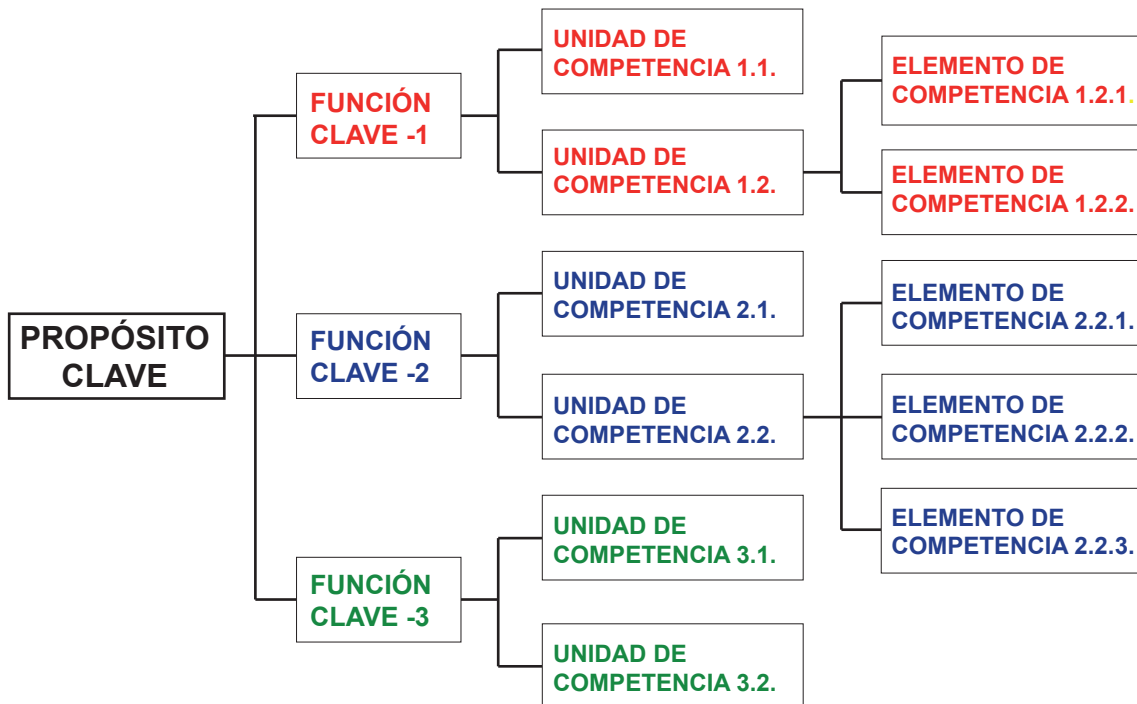 PROPÓSITO
CLAVE
FUNCIÓN
CLAVE -1
UNIDAD DE
COMPETENCIA 1.1.
UNIDAD DE
COMPETENCIA 1.2.
ELEMENTO DE
COMPETENCIA 1.2.1.
ELEMENTO DE
COMPETENCIA 1.2.2.
FUNCIÓN
CLAVE -2
UNIDAD DE
COMPETENCIA 2.1.
UNIDAD DE
COMPETENCIA 2.2.
ELEMENTO DE
COMPETENCIA 2.2.1.
ELEMENTO DE
COMPETENCIA 2.2.2.
ELEMENTO DE
COMPETENCIA 2.2.3.
FUNCIÓN
CLAVE -3
UNIDAD DE
COMPETENCIA 3.1.
UNIDAD DE
COMPETENCIA 3.2.